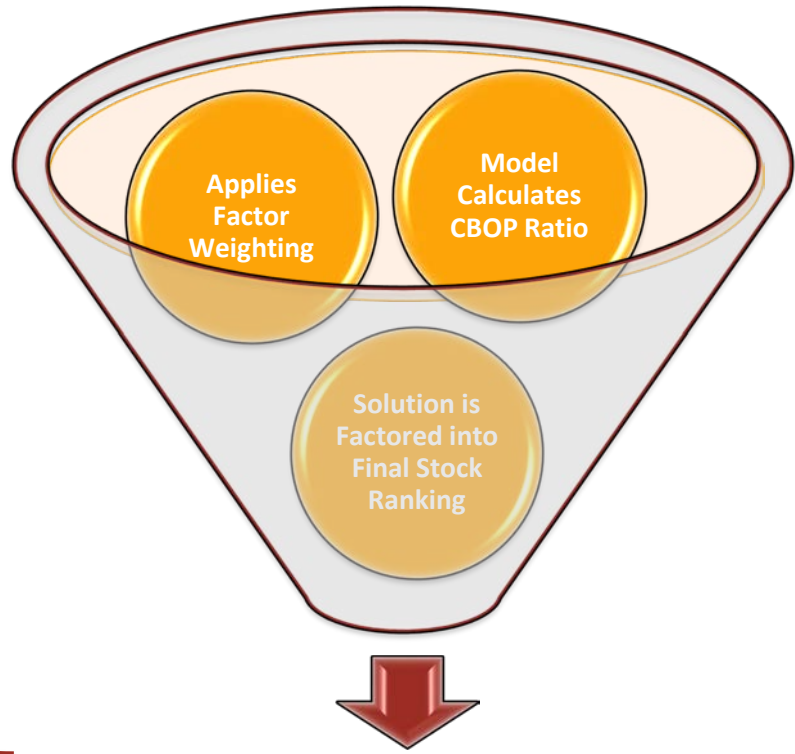 Applies
Factor
Weighting
Model
Calculates
CBOP Ratio
Solution is
Factored into
Final Stock
Ranking